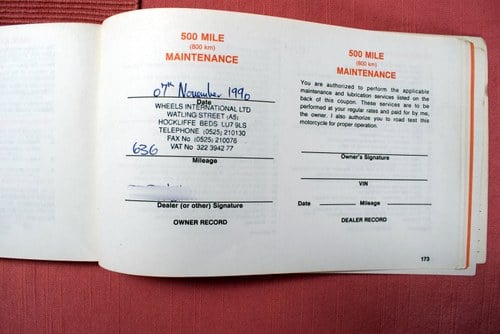 500 MILE
(800 km)
MAINTENANCE
07th November 1990
Date
WHEELS INTERNATIONAL LTD
WATLING STREET (A5)
HOCKLIFFE BEDS LU7 9LS
TELEPHONE (0525) 210130
FAX No (0525) 210076
VAT No 322 3942 77
636
Mileage
Dealer (or other) Signature
OWNER RECORD
500 MILE
(800 km)
MAINTENANCE
You are authorized to perform the applicable
maintenance and lubrication services listed on the
back of this coupon. These services are to be
performed at your regular rates and paid for by me,
the owner. I also authorize you to road test this
motorcycle for proper operation.
Owner's Signature
VIN
Date Mileage
DEALER RECORD
173